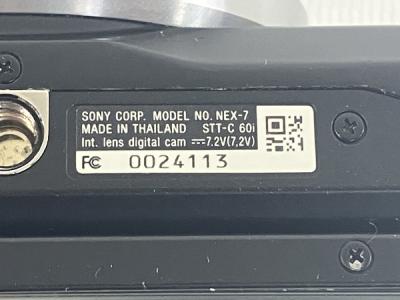 SONY CORP. MODEL NO. NEX-7
MADE IN THAILAND STT-C 60i
Int. lens digital cam ⎓7.2V(7,2V)
FC 0024113